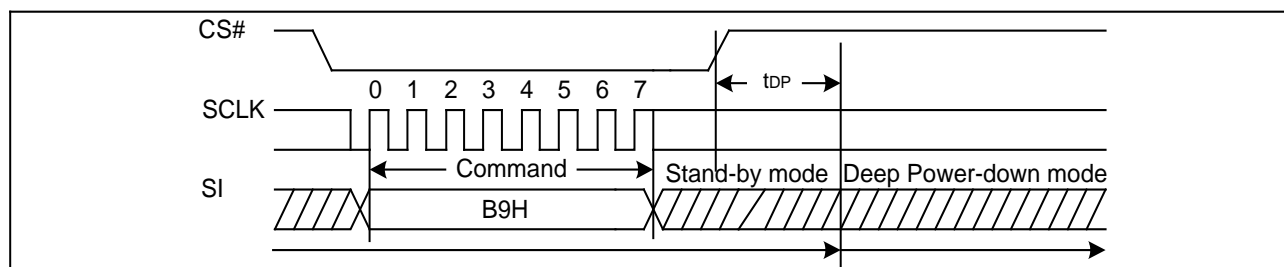 CS#
tDP
0 1 2 3 4 5 6 7
SCLK
Command
Stand-by mode Deep Power-down mode
SI
B9H